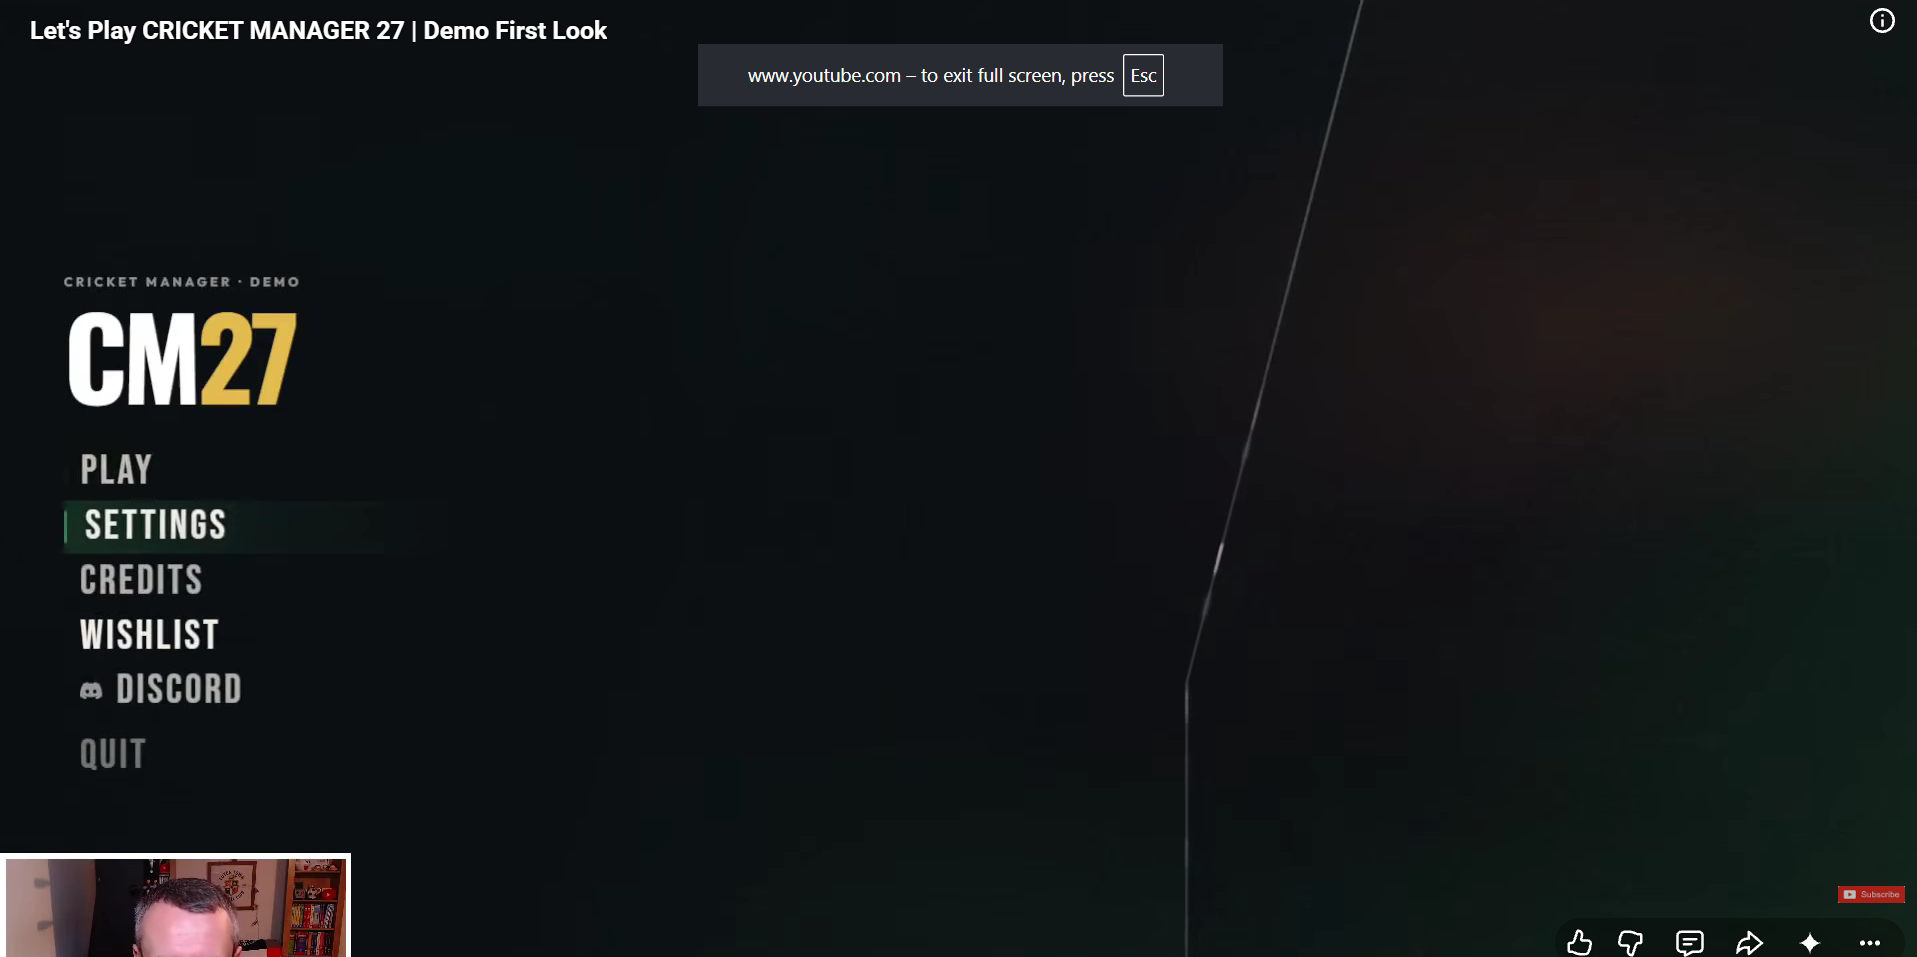 Let's Play CRICKET MANAGER 27 | Demo First Look
www.youtube.com – to exit full screen, press Esc
CRICKET MANAGER · DEMO
CM27
PLAY
SETTINGS
CREDITS
WISHLIST
DISCORD
QUIT
Subscribe